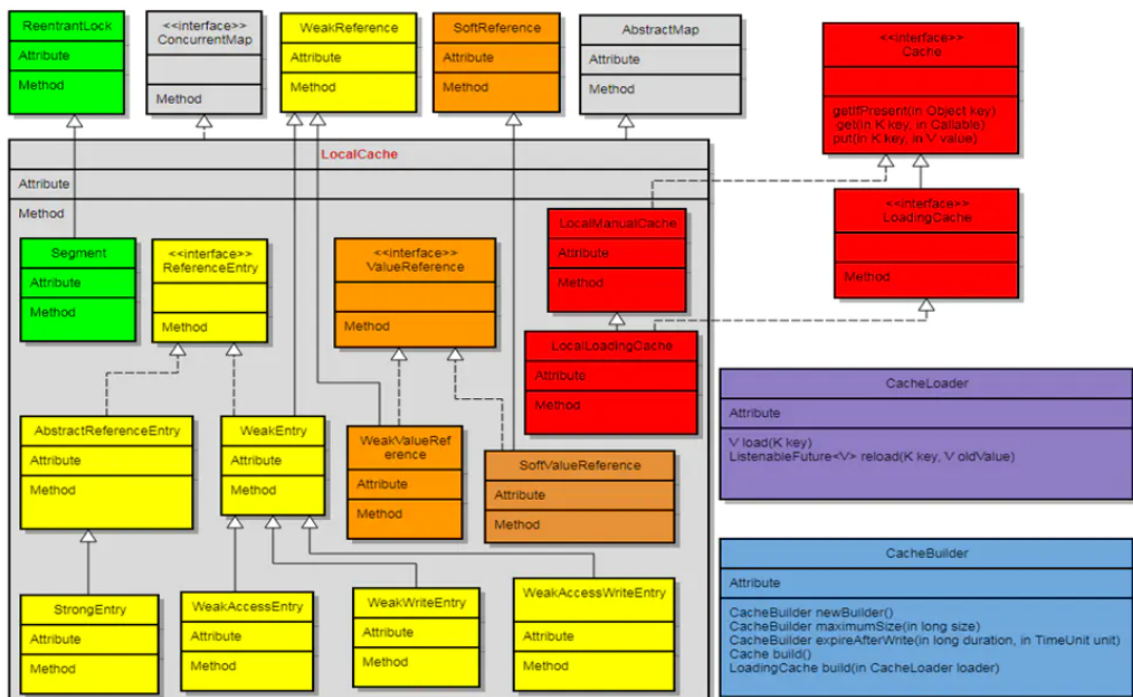 ReentrantLock
Attribute
Method
<<interface>>
ConcurrentMap
Method
WeakReference
Attribute
Method
SoftReference
Attribute
Method
AbstractMap
Attribute
Method
<<interface>>
Cache
getIfPresent(in Object key)
get(in K key, in Callable)
put(in K key, in V value)
LocalCache
Attribute
Method
Segment
Attribute
Method
<<interface>>
ReferenceEntry
Method
<<interface>>
ValueReference
Method
LocalManualCache
Attribute
Method
<<interface>>
LoadingCache
Method
LocalLoadingCache
Attribute
Method
CacheLoader
Attribute
V load(K key)
ListenableFuture<V> reload(K key, V oldValue)
AbstractReferenceEntry
Attribute
Method
WeakEntry
Attribute
Method
WeakValueRef
erence
Attribute
Method
SoftValueReference
Attribute
Method
CacheBuilder
Attribute
CacheBuilder newBuilder()
CacheBuilder maximumSize(in long size)
CacheBuilder expireAfterWrite(in long duration, in TimeUnit unit)
Cache build()
LoadingCache build(in CacheLoader loader)
StrongEntry
Attribute
Method
WeakAccessEntry
Attribute
Method
WeakWriteEntry
Attribute
Method
WeakAccessWriteEntry
Attribute
Method